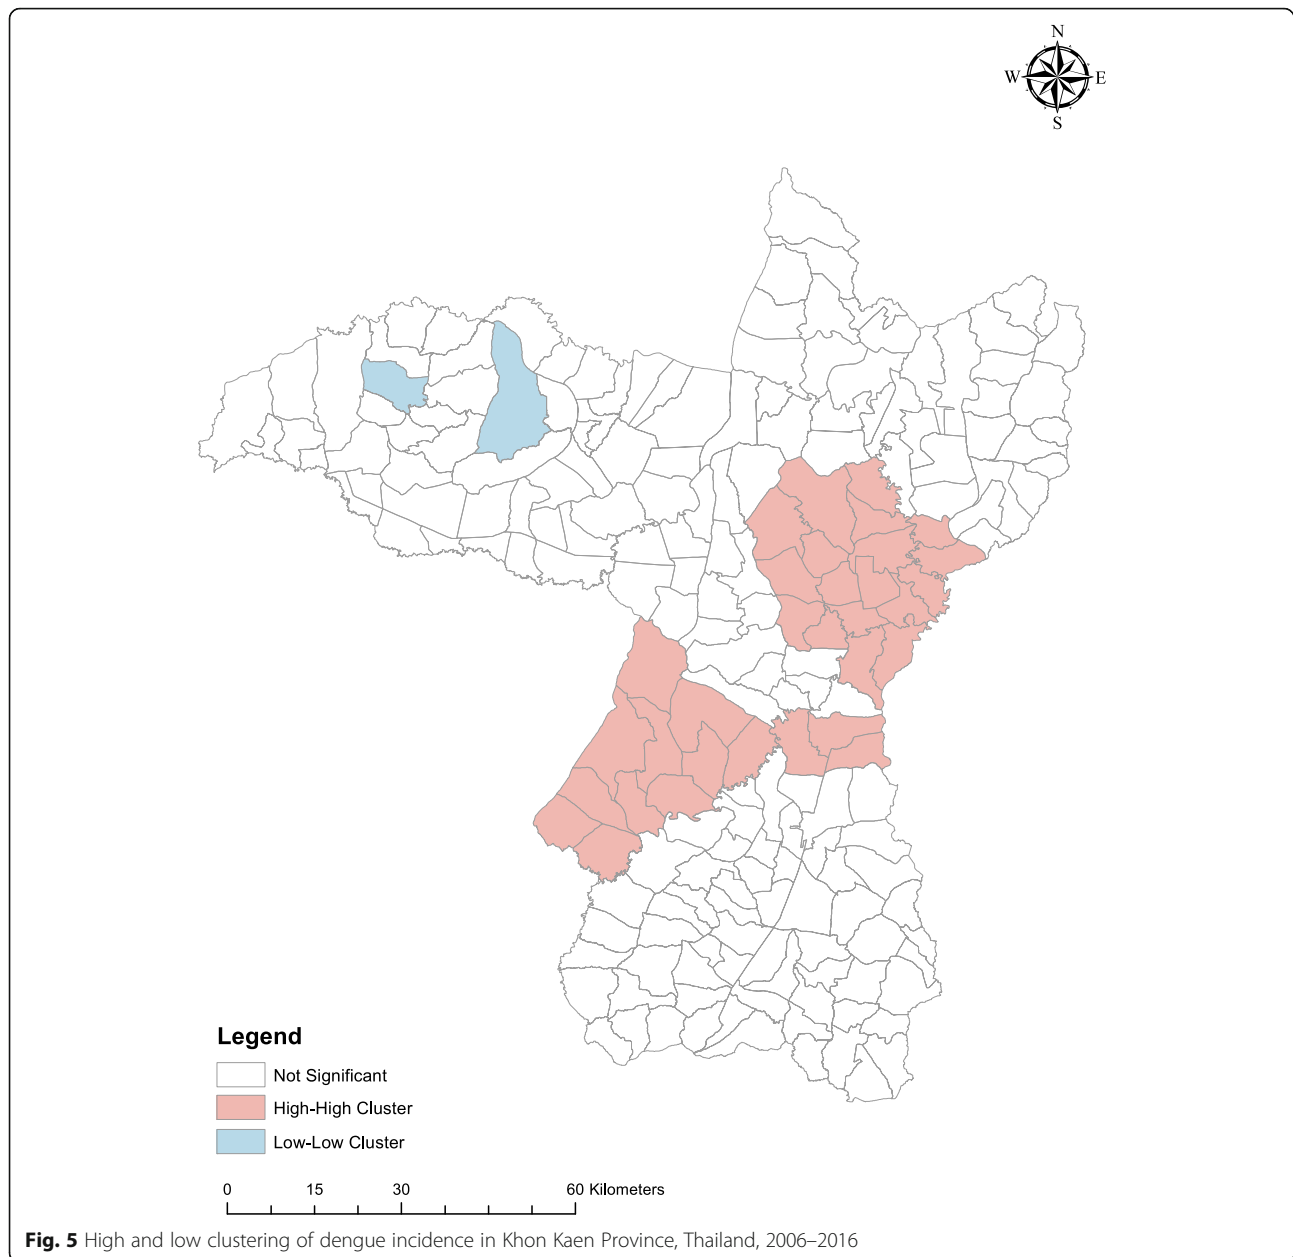 N
W E
S
Legend
Not Significant
High-High Cluster
Low-Low Cluster
0 15 30 60 Kilometers
Fig. 5 High and low clustering of dengue incidence in Khon Kaen Province, Thailand, 2006–2016